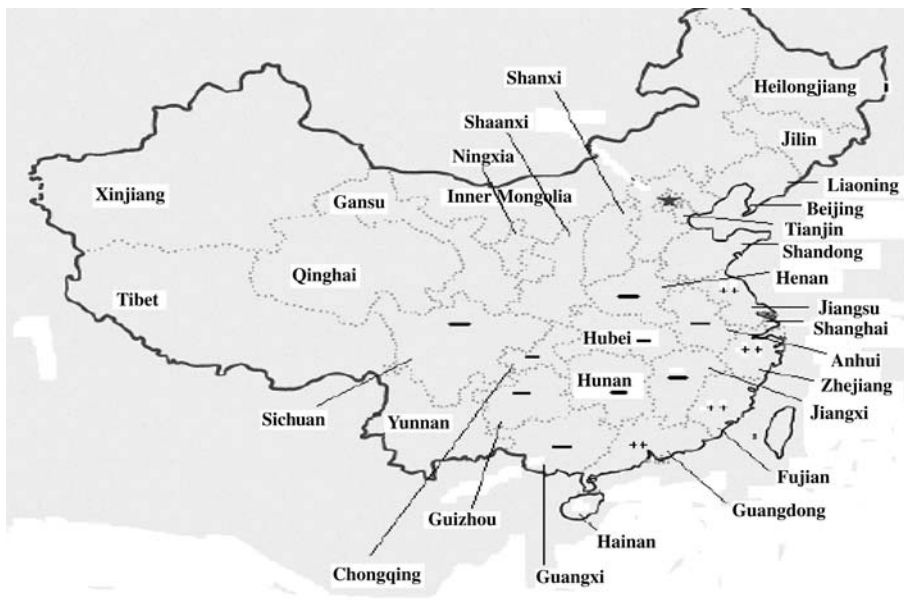 Shanxi
Heilongjiang
Shaanxi
Jilin
Ningxia
Liaoning
Xinjiang
Gansu
Inner Mongolia
Beijing
Tianjin
Shandong
Qinghai
Henan
Tibet
++
Jiangsu
Shanghai
Hubei
Anhui
++
Zhejiang
Hunan
Jiangxi
Sichuan
Yunnan
++
++
Fujian
Guizhou
Guangdong
Hainan
Chongqing
Guangxi